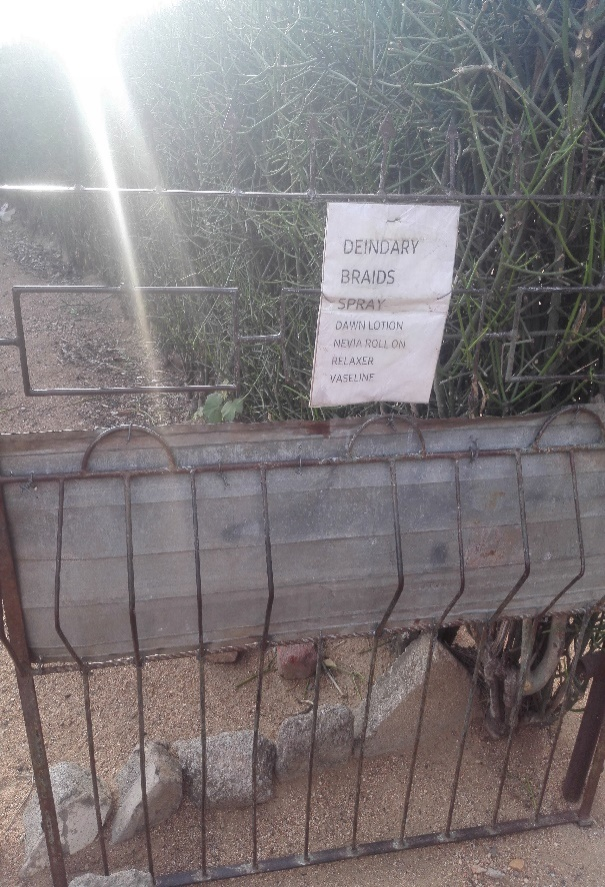 DEINDARY
BRAIDS
SPRAY
DAWN LOTION
NEVIA ROLL ON
RELAXER
VASELINE